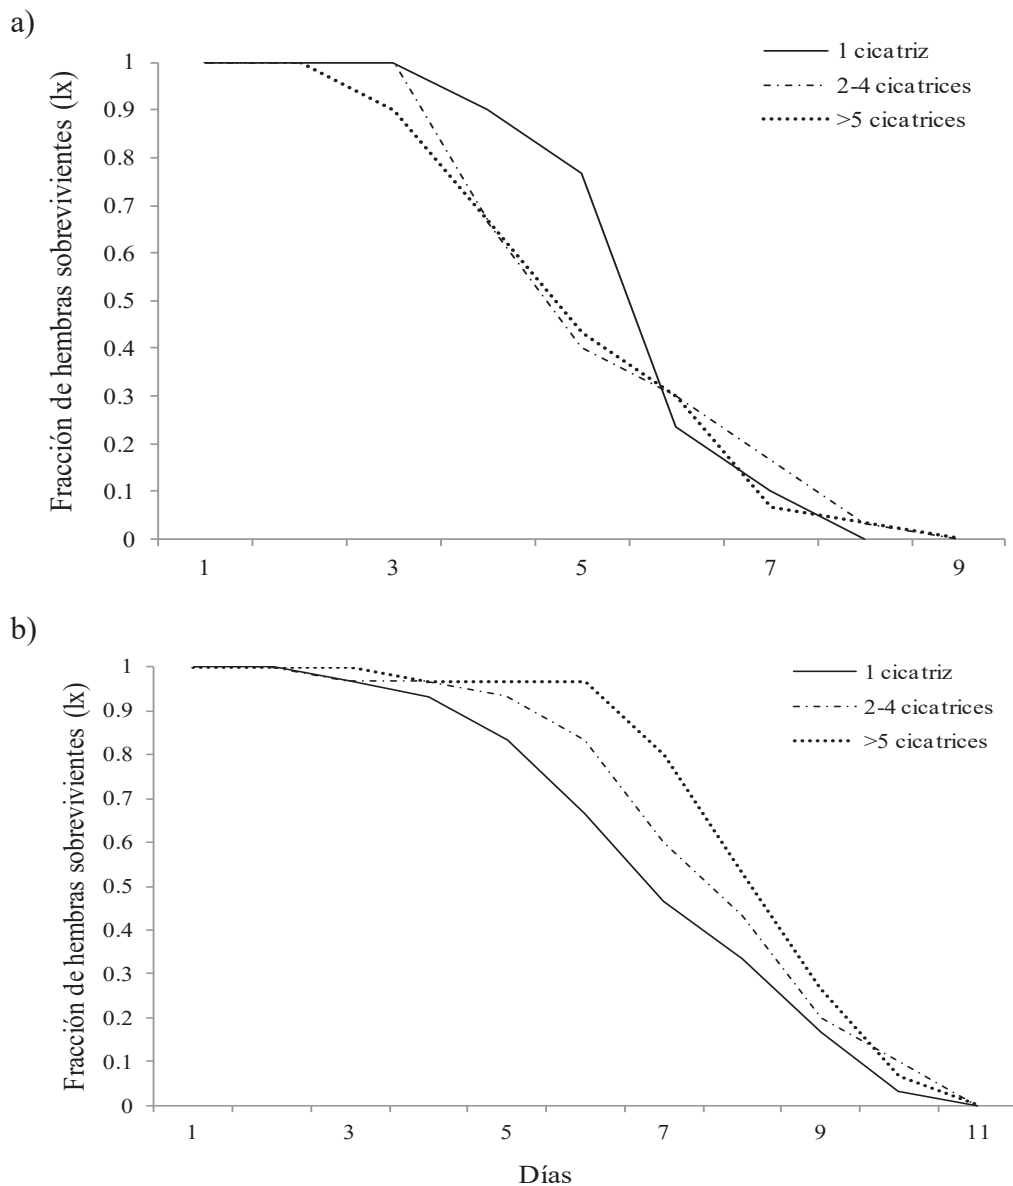 a)
Fracción de hembras sobrevivientes (lx)
1
0.9
0.8
0.7
0.6
0.5
0.4
0.3
0.2
0.1
0
1 3 5 7 9
1 cicatriz
2-4 cicatrices
>5 cicatrices
b)
Fracción de hembras sobrevivientes (lx)
1
0.9
0.8
0.7
0.6
0.5
0.4
0.3
0.2
0.1
0
1 3 5 7 9 11
1 cicatriz
2-4 cicatrices
>5 cicatrices
Días